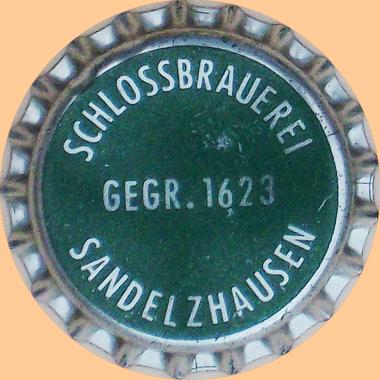 SCHLOSSBRAUEREI
GEGR. 1623
SANDELZHAUSEN